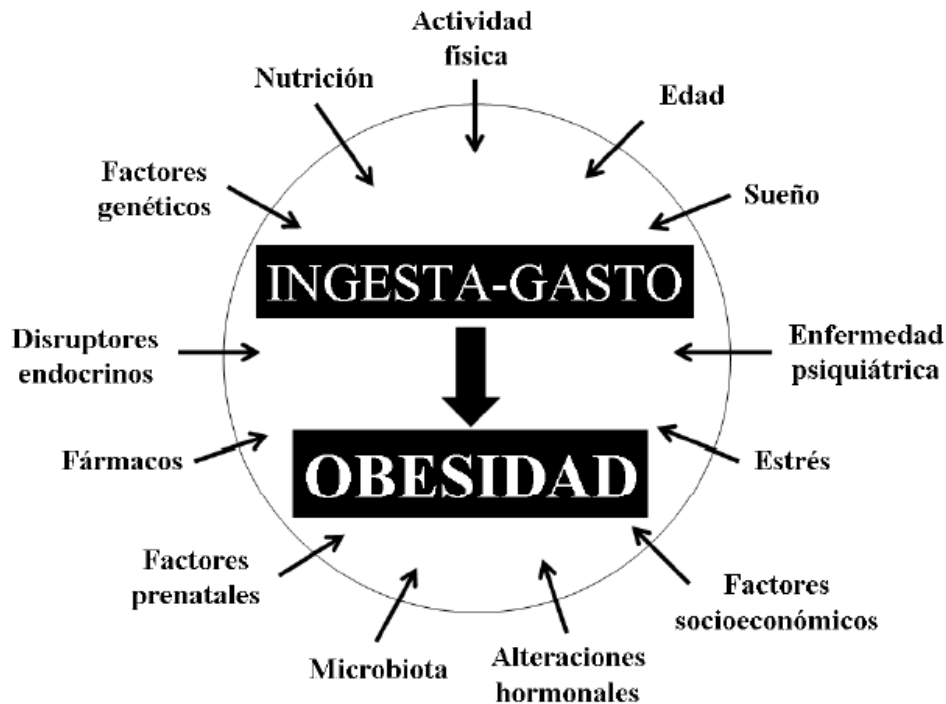 Actividad
física
Nutrición
Edad
Factores
genéticos
Sueño
INGESTA-GASTO
Disruptores
endocrinos
Enfermedad
psiquiátrica
Fármacos
OBESIDAD
Estrés
Factores
prenatales
Factores
socioeconómicos
Microbiota
Alteraciones
hormonales